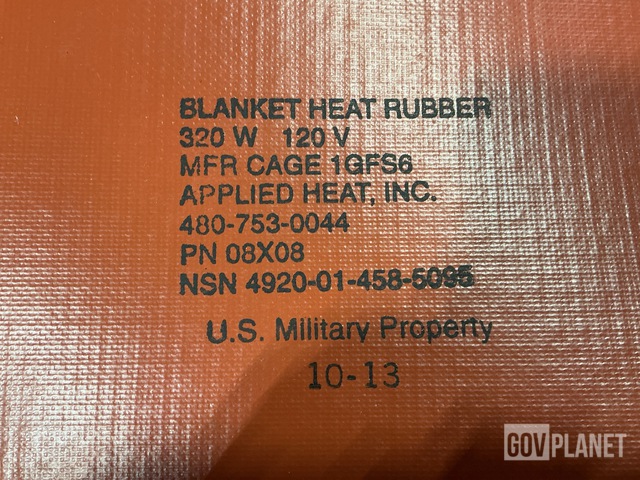 BLANKET HEAT RUBBER
320 W 120 V
MFR CAGE 1GFS6
APPLIED HEAT, INC.
480-753-0044
PN 08X08
NSN 4920-01-458-5095
U.S. Military Property
10-13
GOVPLANET